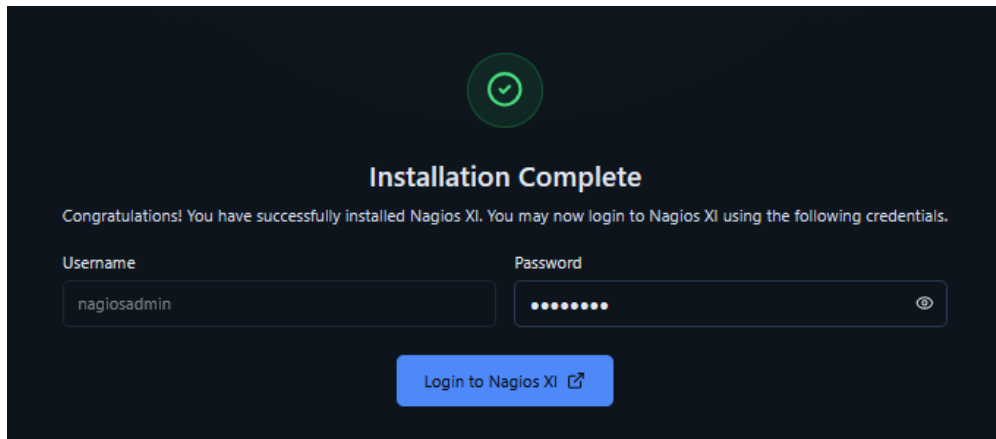 Installation Complete
Congratulations! You have successfully installed Nagios XI. You may now login to Nagios XI using the following credentials.
Username
Password
nagiosadmin
••••••••
Login to Nagios XI